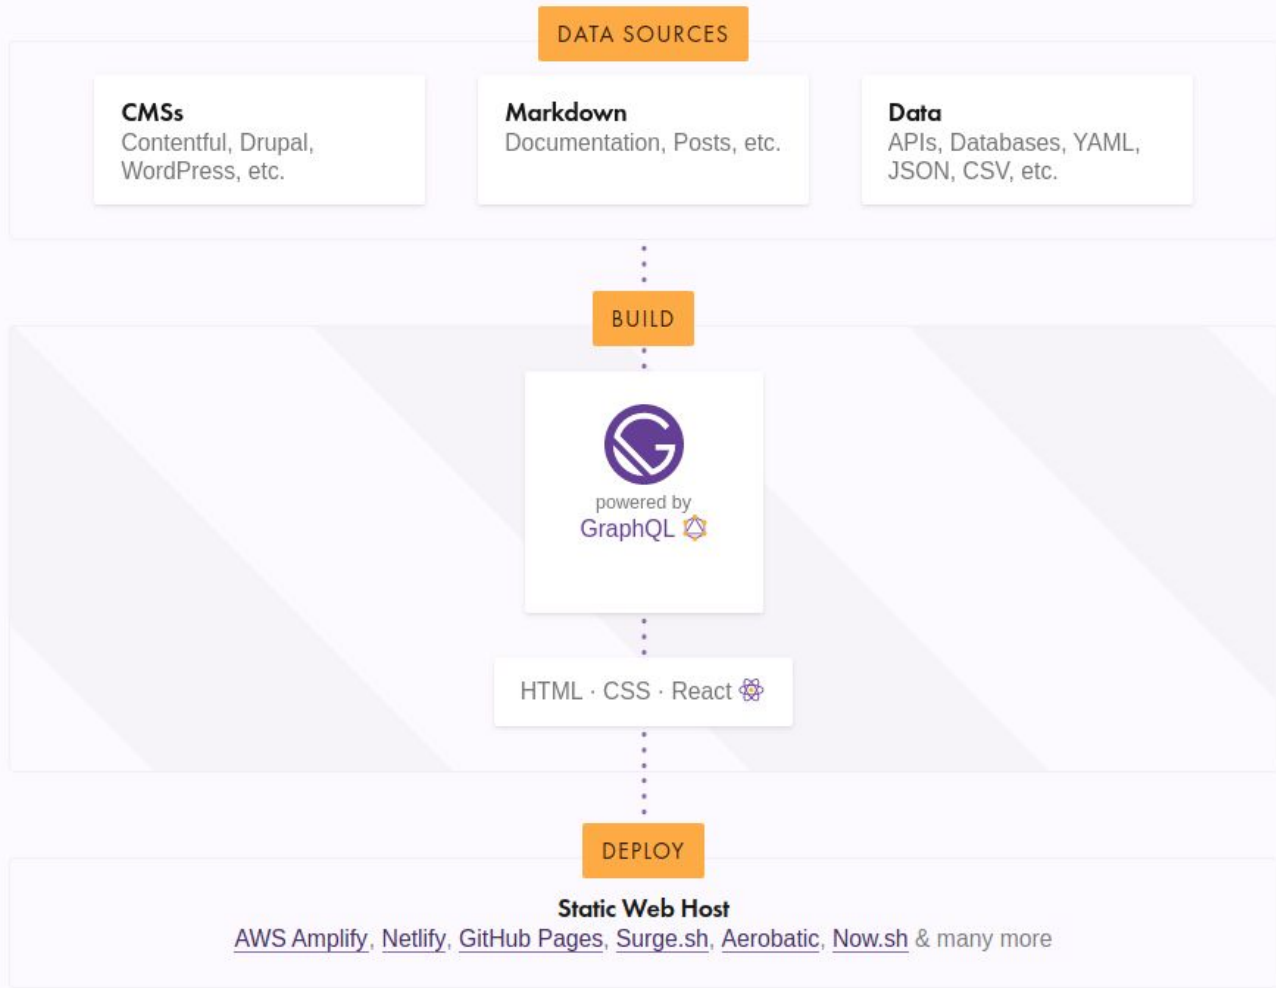 DATA SOURCES
CMSs
Contentful, Drupal,
WordPress, etc.
Markdown
Documentation, Posts, etc.
Data
APIs, Databases, YAML,
JSON, CSV, etc.
BUILD
powered by
GraphQL
HTML · CSS · React
DEPLOY
Static Web Host
AWS Amplify, Netlify, GitHub Pages, Surge.sh, Aerobatic, Now.sh & many more